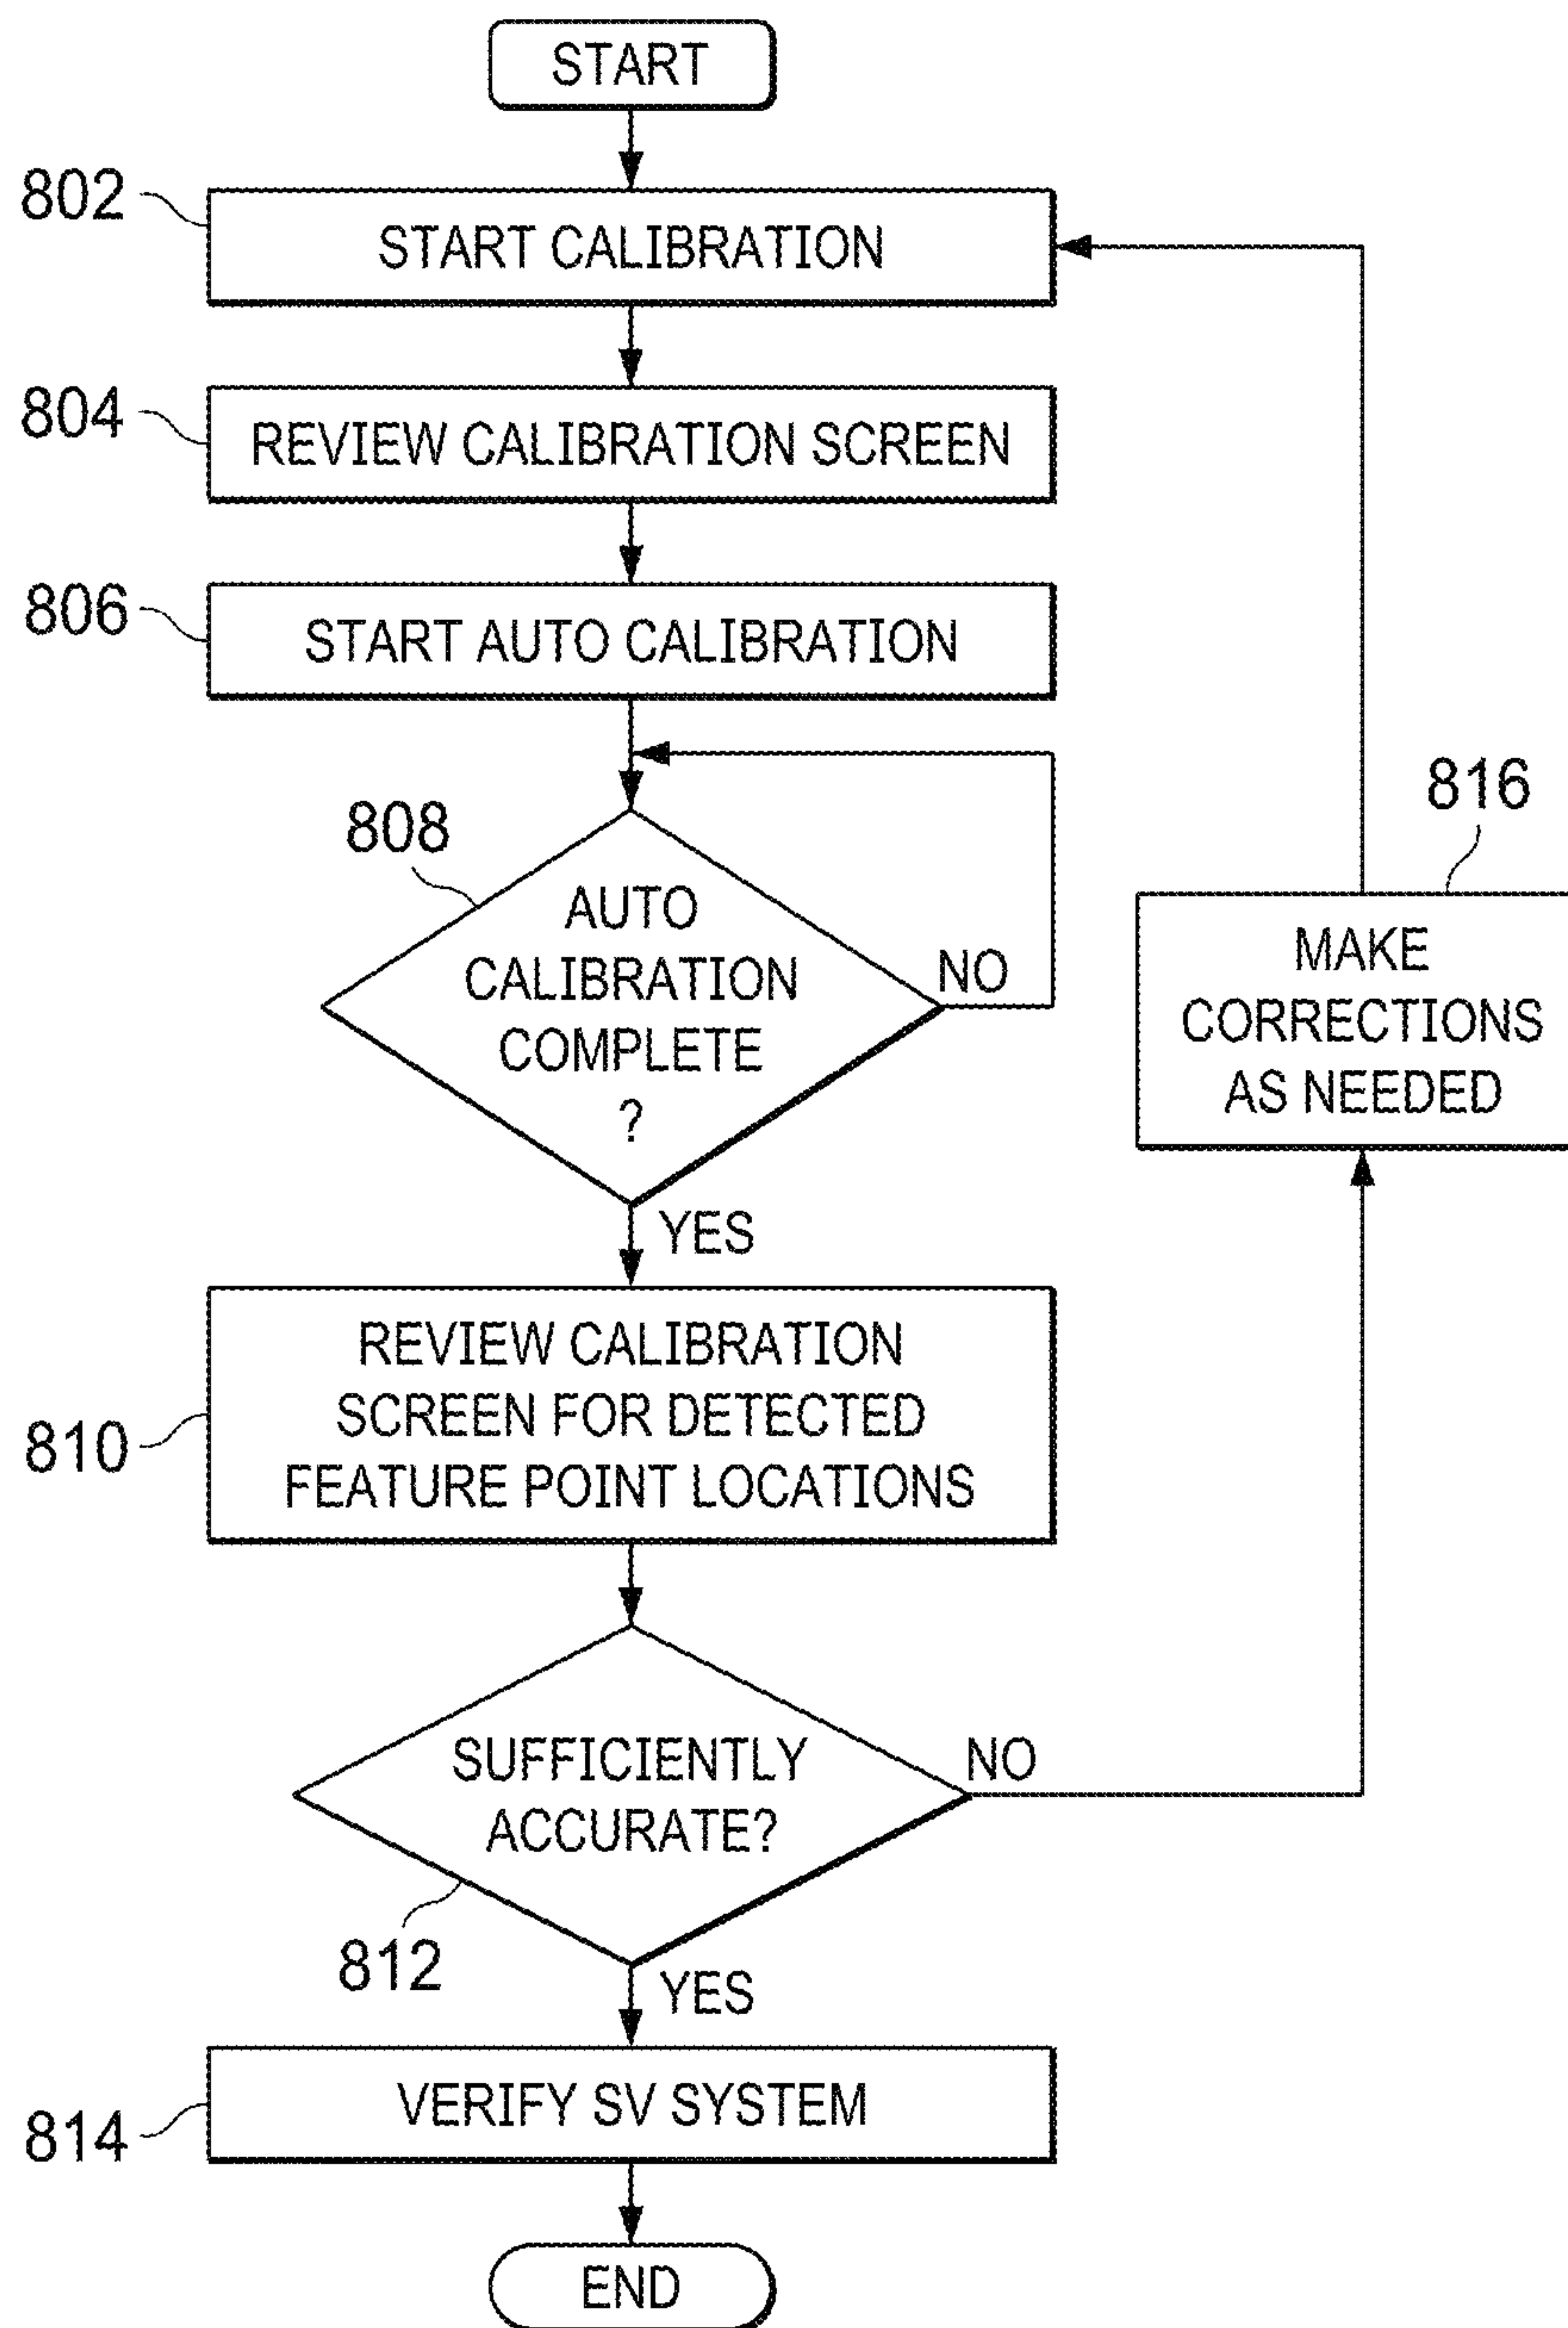 START
802
START CALIBRATION
804
REVIEW CALIBRATION SCREEN
806
START AUTO CALIBRATION
808
AUTO
CALIBRATION
COMPLETE
?
NO
YES
816
MAKE
CORRECTIONS
AS NEEDED
810
REVIEW CALIBRATION
SCREEN FOR DETECTED
FEATURE POINT LOCATIONS
SUFFICIENTLY
ACCURATE?
NO
812
YES
814
VERIFY SV SYSTEM
END